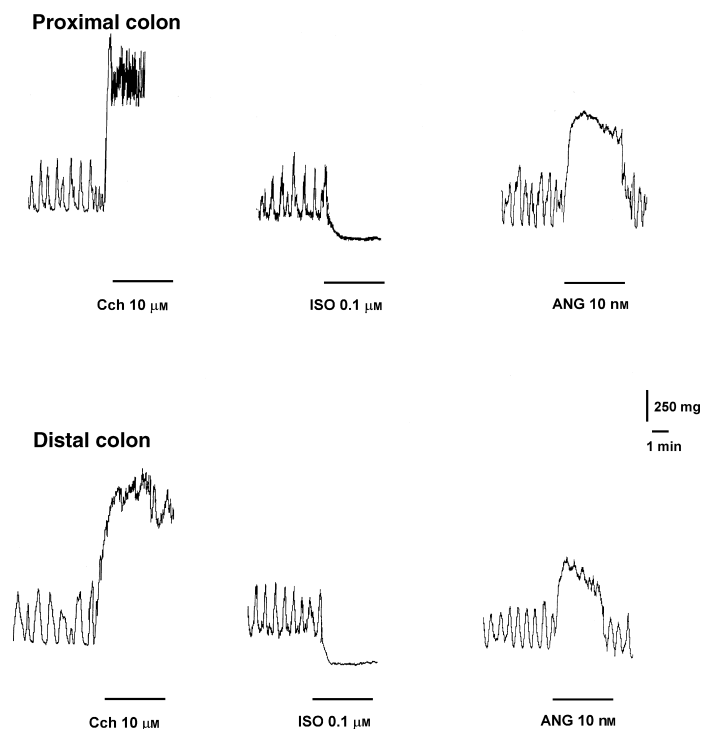 Proximal colon
Cch 10 μM
ISO 0.1 μM
ANG 10 nM
250 mg
1 min
Distal colon
Cch 10 μM
ISO 0.1 μM
ANG 10 nM